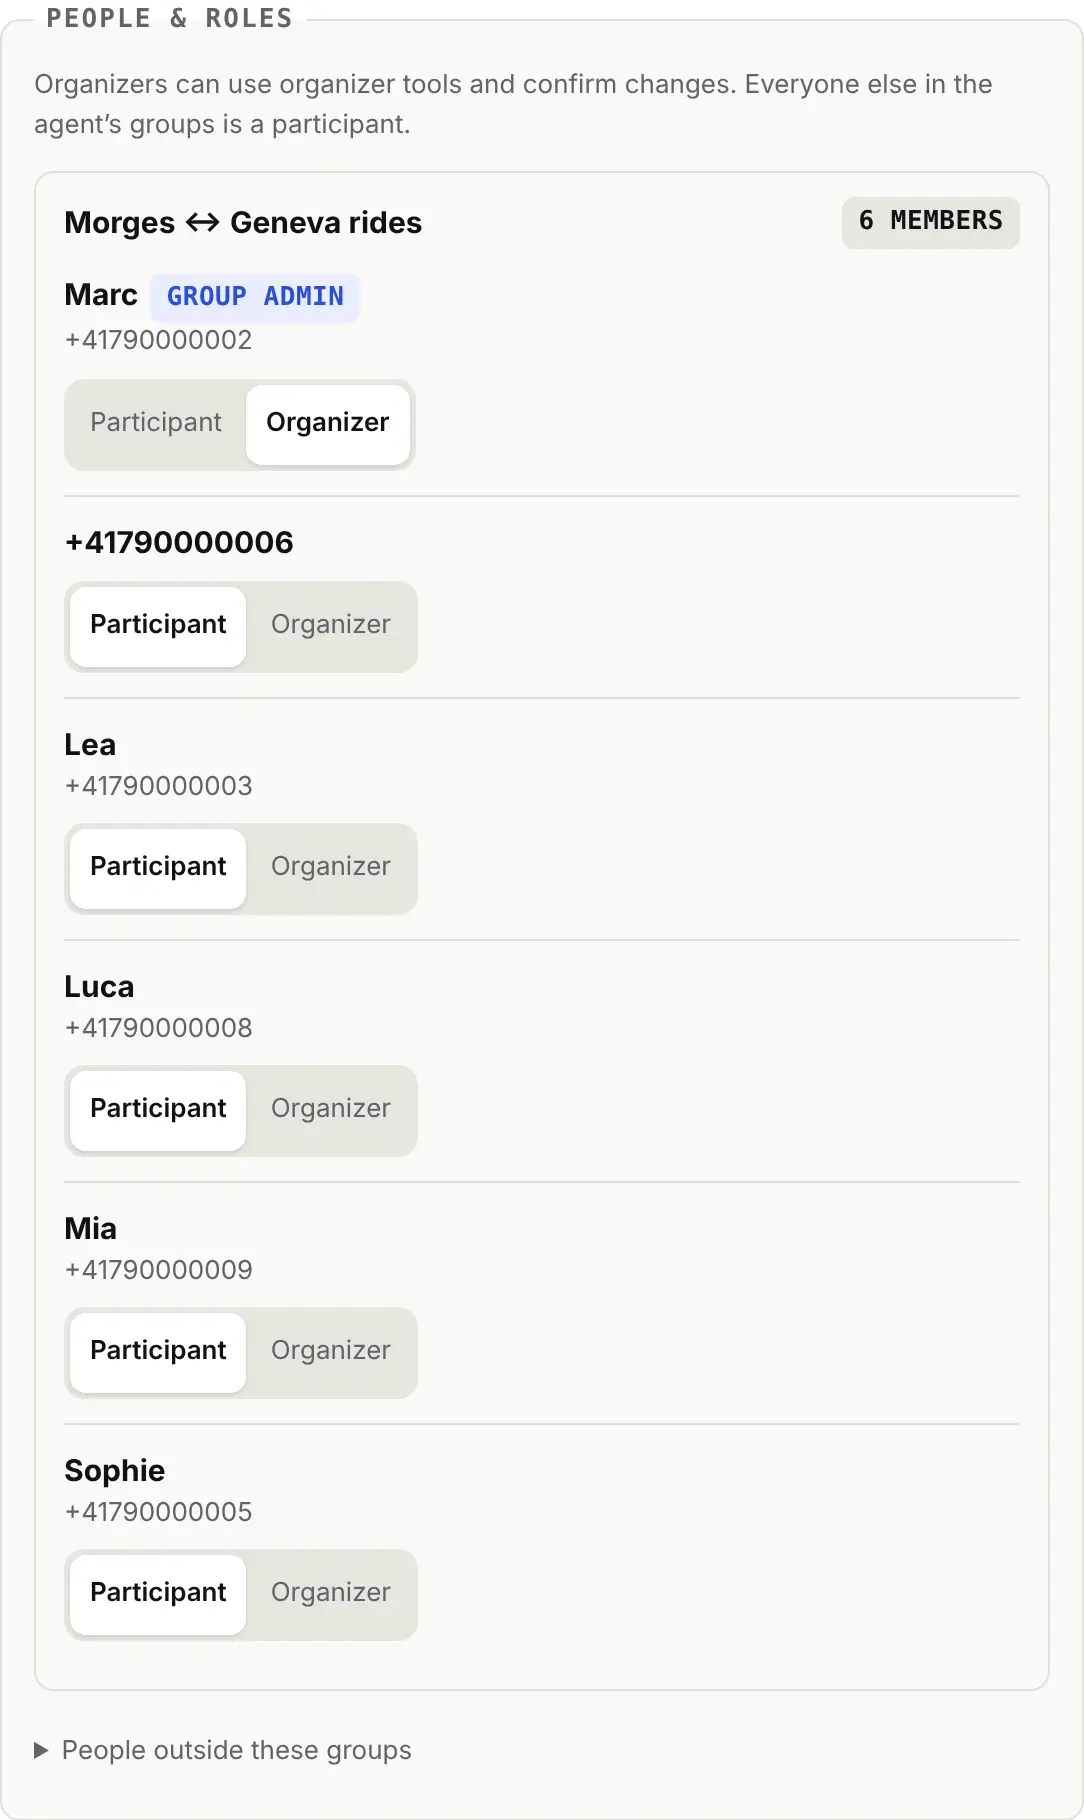 PEOPLE & ROLES
Organizers can use organizer tools and confirm changes. Everyone else in the
agent’s groups is a participant.
Morges ↔ Geneva rides
6 MEMBERS
Marc GROUP ADMIN
+41790000002
Participant Organizer
+41790000006
Participant Organizer
Lea
+41790000003
Participant Organizer
Luca
+41790000008
Participant Organizer
Mia
+41790000009
Participant Organizer
Sophie
+41790000005
Participant Organizer
▶ People outside these groups